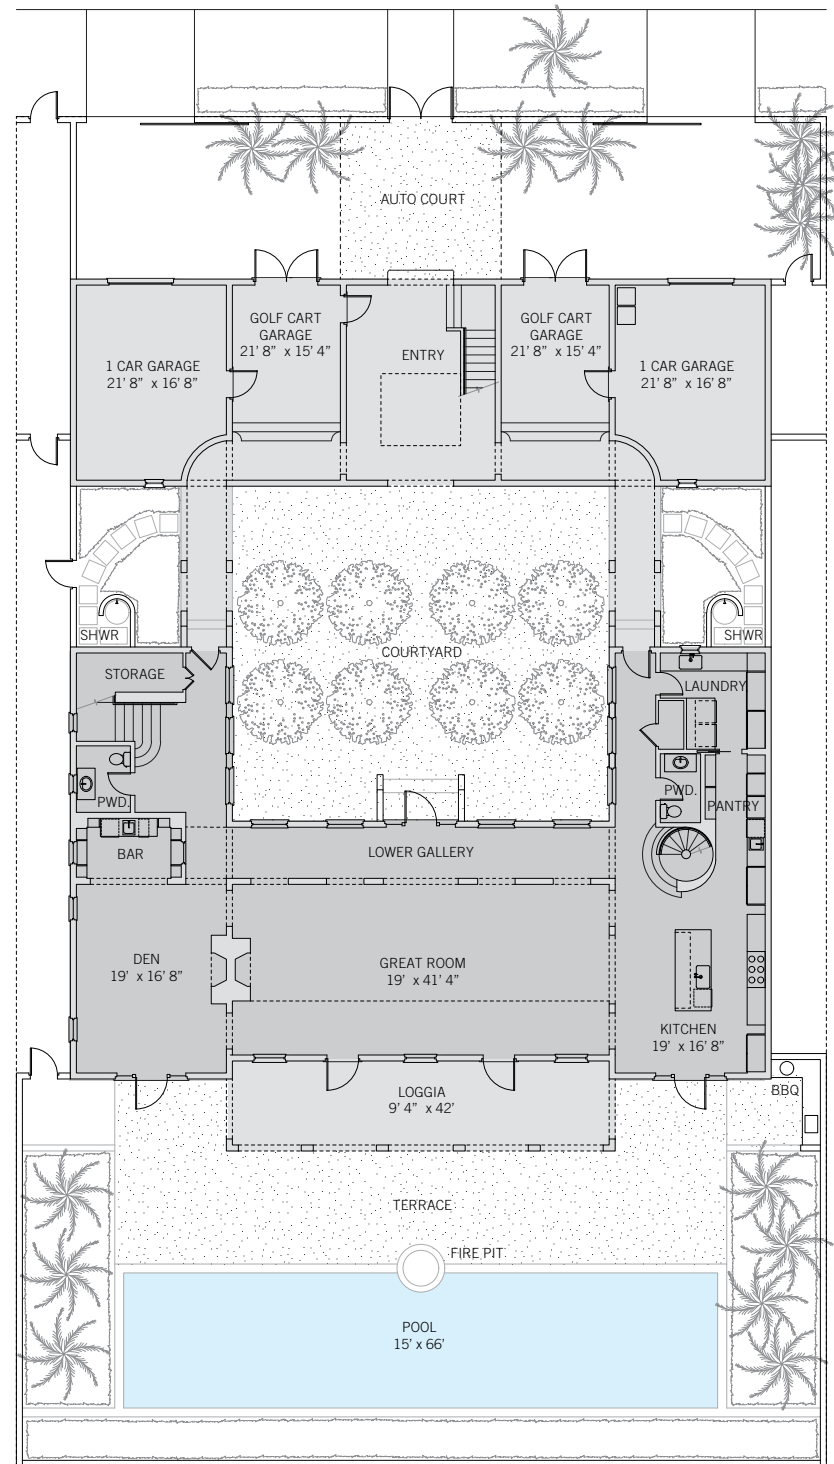 AUTO COURT
GOLF CART
GARAGE
21' 8" x 15' 4"
GOLF CART
GARAGE
21' 8" x 15' 4"
ENTRY
1 CAR GARAGE
21' 8" x 16' 8"
1 CAR GARAGE
21' 8" x 16' 8"
SHWR
SHWR
COURTYARD
STORAGE
LAUNDRY
PWD.
PWD.
PANTRY
BAR
LOWER GALLERY
DEN
19' x 16' 8"
GREAT ROOM
19' x 41' 4"
KITCHEN
19' x 16' 8"
LOGGIA
9' 4" x 42'
BBQ
TERRACE
FIRE PIT
POOL
15' x 66'